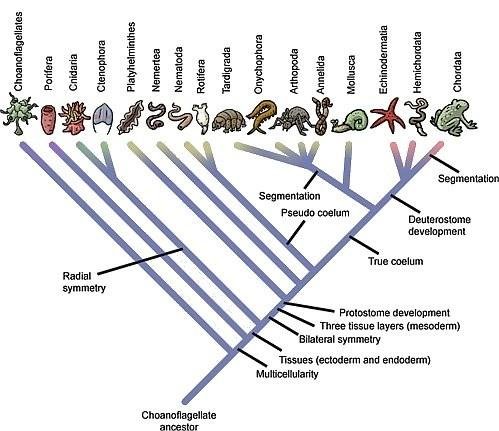 Choanoflagellates
Porifera
Cnidaria
Ctenophora
Platyhelminthes
Nemertea
Nematoda
Rotifera
Tardigrada
Onychophora
Arthopoda
Annelida
Mollusca
Echinodermatia
Hemichordata
Chordata
Segmentation
Segmentation
Pseudo coelum
Deuterostome
development
True coelum
Radial
symmetry
Protostome development
Three tissue layers (mesoderm)
Bilateral symmetry
Tissues (ectoderm and endoderm)
Multicellularity
Choanoflagellate
ancestor